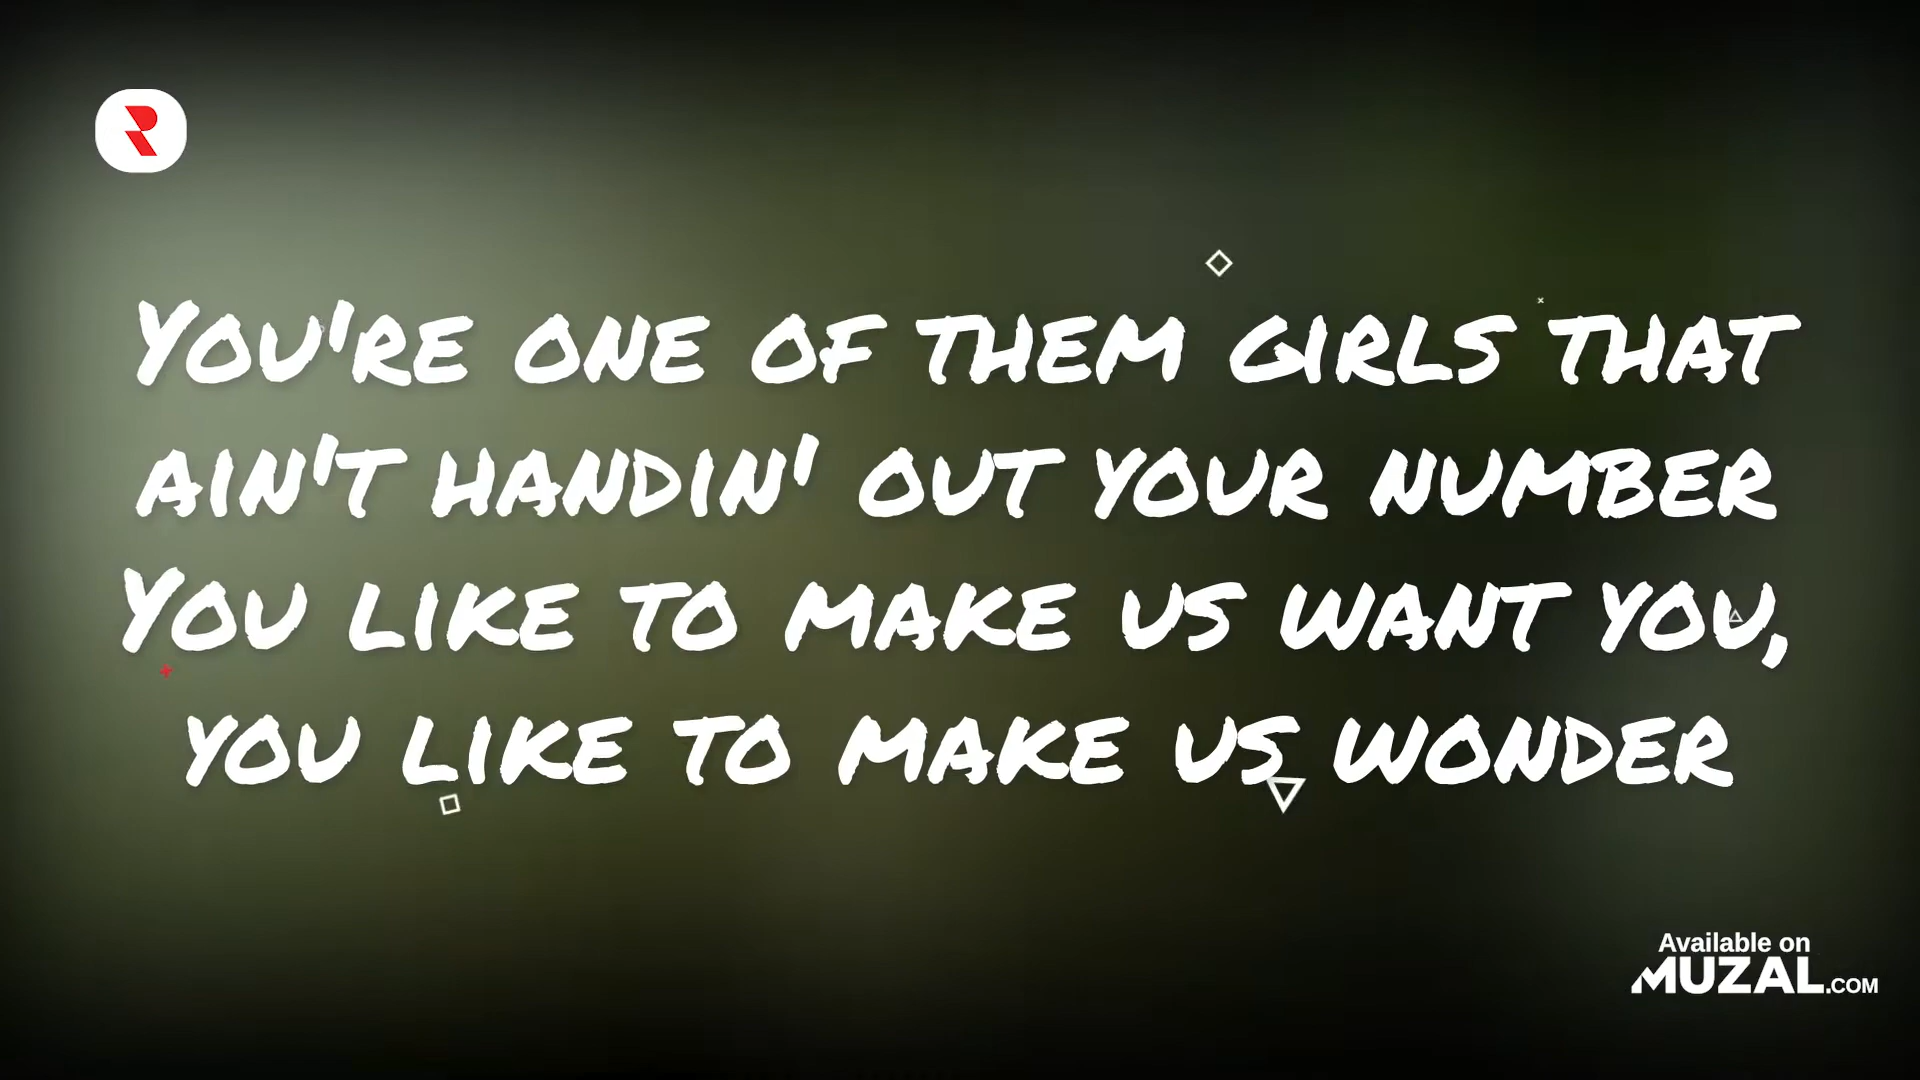 You're one of them girls that
ain't handin' out your number
You like to make us want you,
you like to make us wonder
Available on
MUZAL.COM